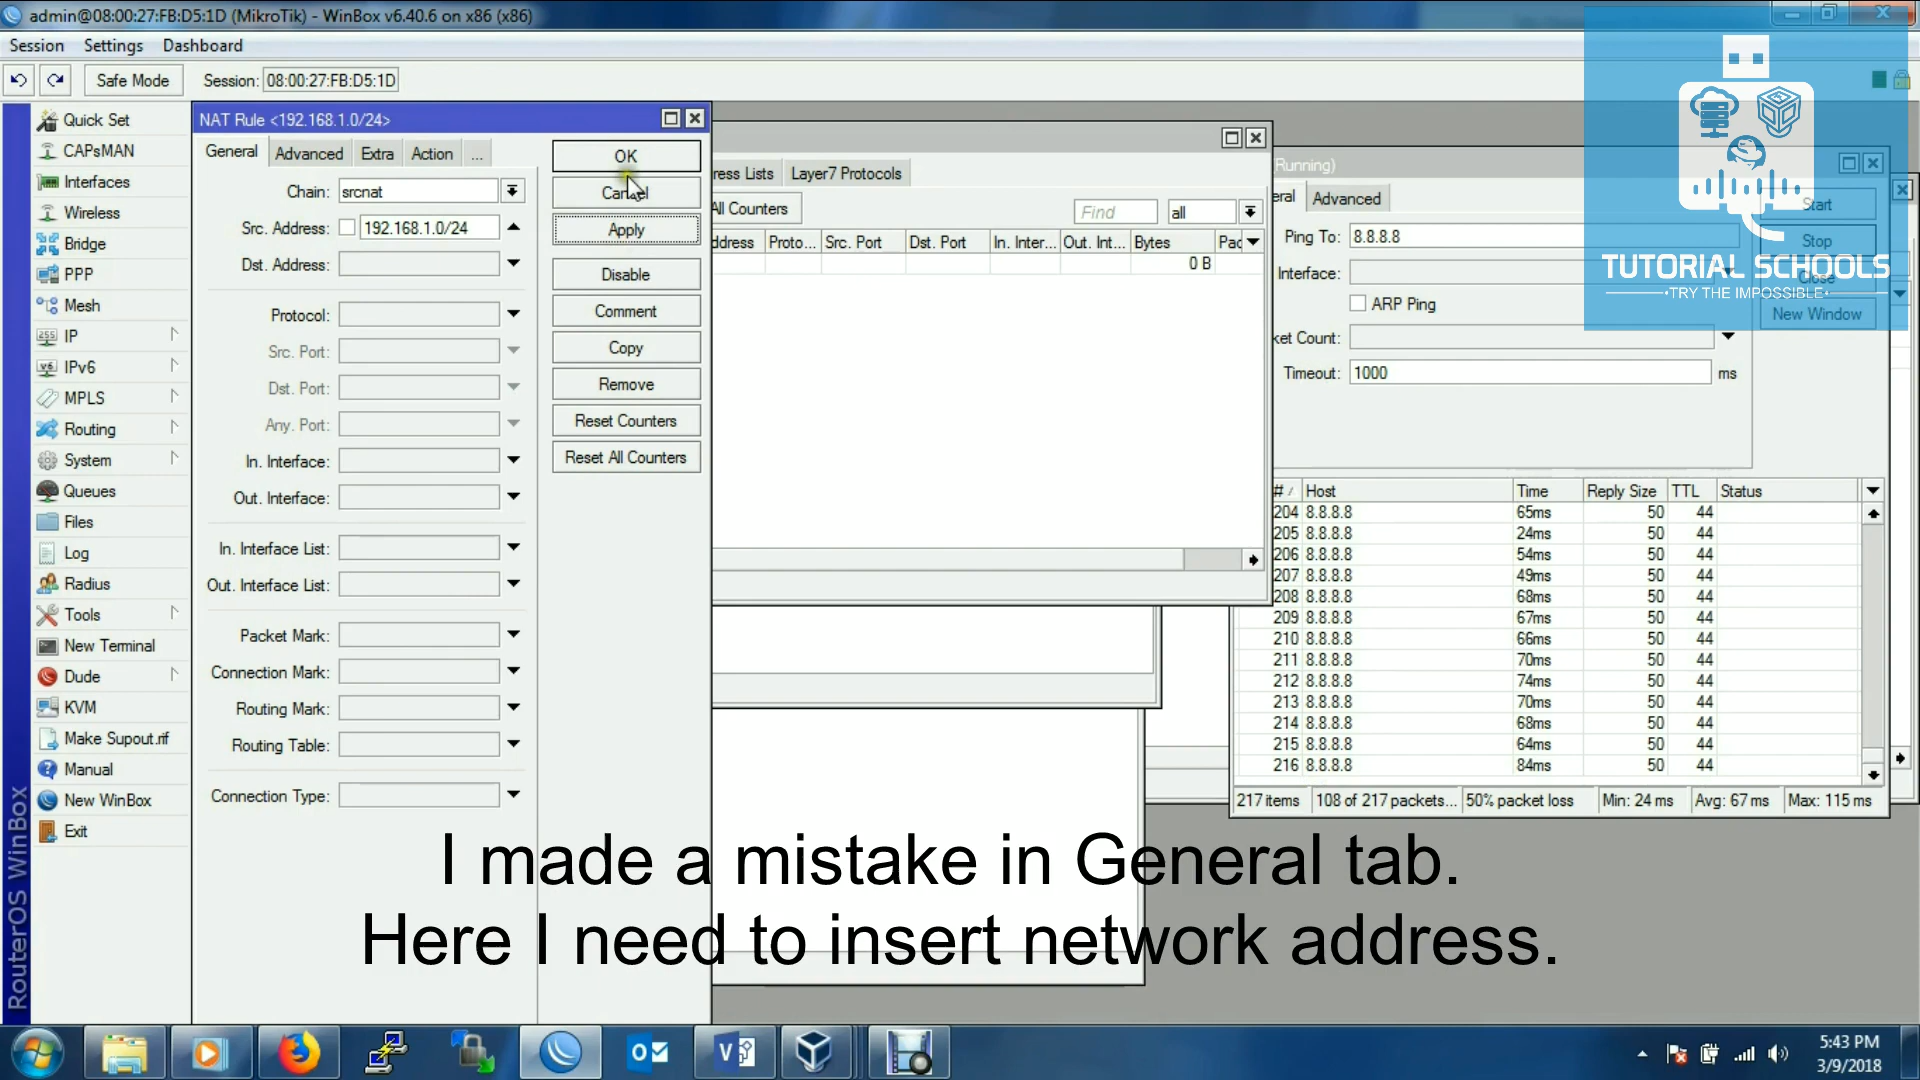 admin@08:00:27:FB:D5:1D (MikroTik) - WinBox v6.40.6 on x86 (x86)
Session Settings Dashboard
Safe Mode Session: 08:00:27:FB:D5:1D
TUTORIAL SCHOOLS
•TRY THE IMPOSSIBLE•
RouterOS WinBox
Quick Set
CAPsMAN
Interfaces
Wireless
Bridge
PPP
Mesh
IP
IPv6
MPLS
Routing
System
Queues
Files
Log
Radius
Tools
New Terminal
Dude
KVM
Make Supout.rif
Manual
New WinBox
Exit
NAT Rule <192.168.1.0/24>
General Advanced Extra Action ...
Chain: srcnat
Src. Address: 192.168.1.0/24
Dst. Address:
Protocol:
Src. Port:
Dst. Port:
Any. Port:
In. Interface:
Out. Interface:
In. Interface List:
Out. Interface List:
Packet Mark:
Connection Mark:
Routing Mark:
Routing Table:
Connection Type:
OK
Cancel
Apply
Disable
Comment
Copy
Remove
Reset Counters
Reset All Counters
ress Lists Layer7 Protocols
All Counters Find all
ddress Proto... Src. Port Dst. Port In. Inter... Out. Int... Bytes Pac
0 B
(Running)
eral Advanced
Ping To: 8.8.8.8
Interface:
ARP Ping
ket Count:
Timeout: 1000 ms
Start
Stop
Close
New Window
# Host Time Reply Size TTL Status
204 8.8.8.8 65ms 50 44
205 8.8.8.8 24ms 50 44
206 8.8.8.8 54ms 50 44
207 8.8.8.8 49ms 50 44
208 8.8.8.8 68ms 50 44
209 8.8.8.8 67ms 50 44
210 8.8.8.8 66ms 50 44
211 8.8.8.8 70ms 50 44
212 8.8.8.8 74ms 50 44
213 8.8.8.8 70ms 50 44
214 8.8.8.8 68ms 50 44
215 8.8.8.8 64ms 50 44
216 8.8.8.8 84ms 50 44
217 items 108 of 217 packets... 50% packet loss Min: 24 ms Avg: 67 ms Max: 115 ms
I made a mistake in General tab.
Here I need to insert network address.
5:43 PM
3/9/2018